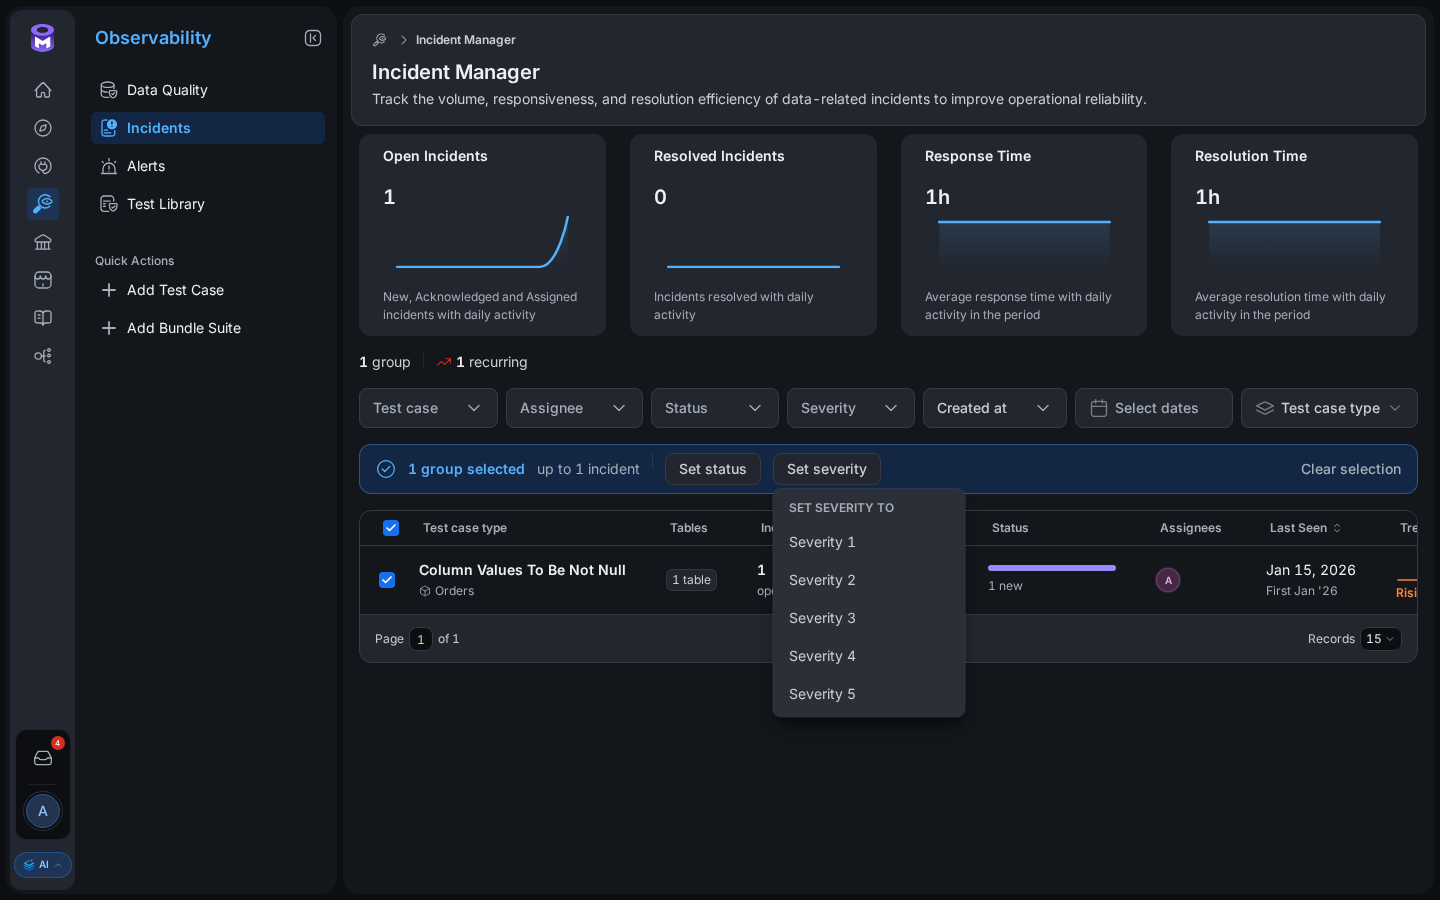 Observability
Data Quality
Incidents
Alerts
Test Library
Quick Actions
Add Test Case
Add Bundle Suite
4
A
AI
Incident Manager
Incident Manager
Track the volume, responsiveness, and resolution efficiency of data-related incidents to improve operational reliability.
Open Incidents
1
New, Acknowledged and Assigned
incidents with daily activity
Resolved Incidents
0
Incidents resolved with daily
activity
Response Time
1h
Average response time with daily
activity in the period
Resolution Time
1h
Average resolution time with daily
activity in the period
1 group
1 recurring
Test case
Assignee
Status
Severity
Created at
Select dates
Test case type
1 group selected up to 1 incident
Set status
Set severity
Clear selection
SET SEVERITY TO
Severity 1
Severity 2
Severity 3
Severity 4
Severity 5
Test case type
Tables
Status
Assignees
Last Seen
Column Values To Be Not Null
Orders
1 table
1
1 new
A
Jan 15, 2026
First Jan '26
Page 1 of 1
Records 15